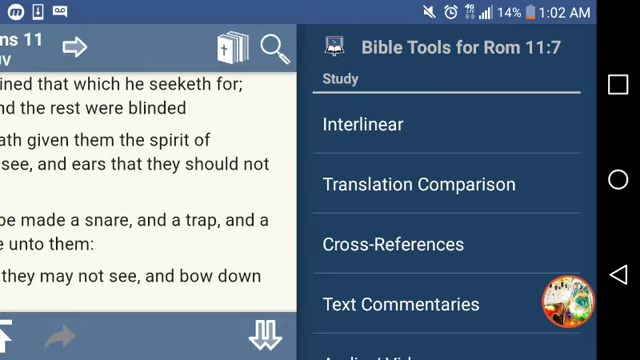 14% 1:02 AM
ns 11
Bible Tools for Rom 11:7
Study
ined that which he seeketh for;
nd the rest were blinded
Interlinear
ath given them the spirit of
see, and ears that they should not
Translation Comparison
be made a snare, and a trap, and a
e unto them:
Cross-References
they may not see, and bow down
Text Commentaries